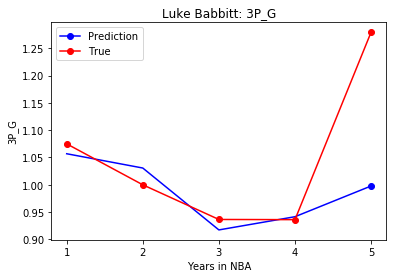 Luke Babbitt: 3P_G
Prediction
True
3P_G
1.25
1.20
1.15
1.10
1.05
1.00
0.95
0.90
1 2 3 4 5
Years in NBA